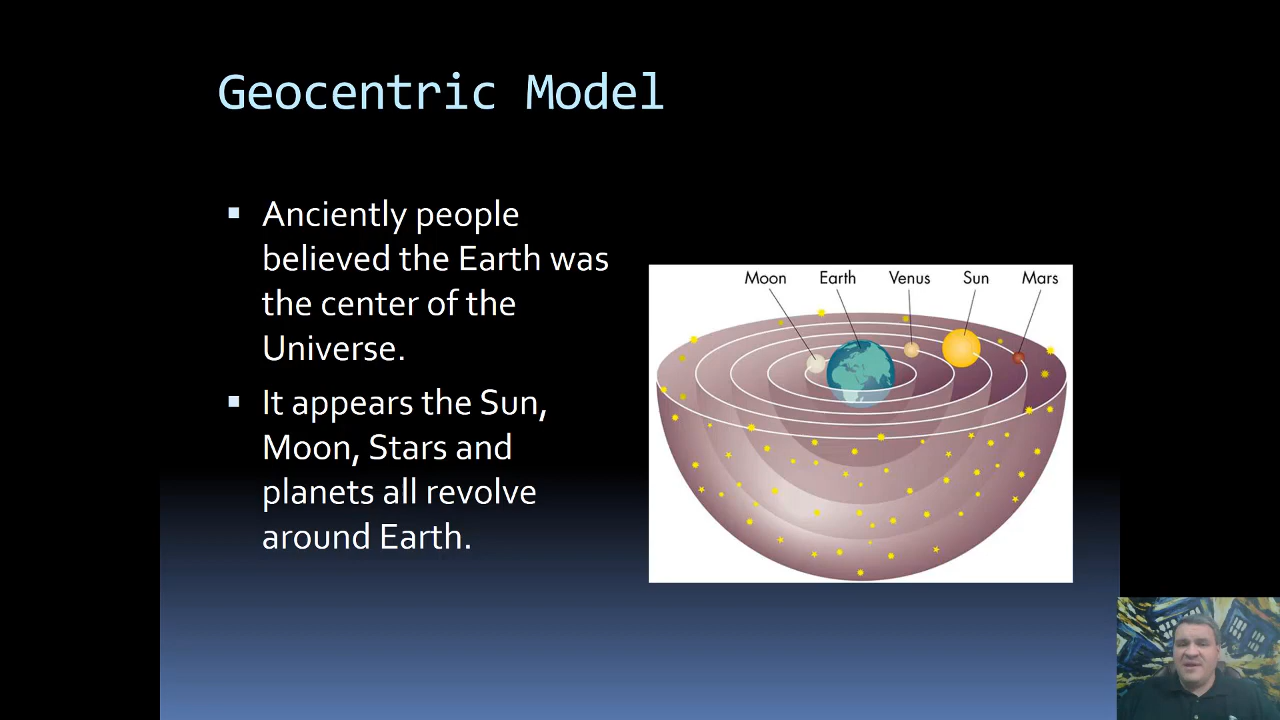 Geocentric Model
▪ Anciently people
believed the Earth was
the center of the
Universe.
▪ It appears the Sun,
Moon, Stars and
planets all revolve
around Earth.
Moon Earth Venus Sun Mars